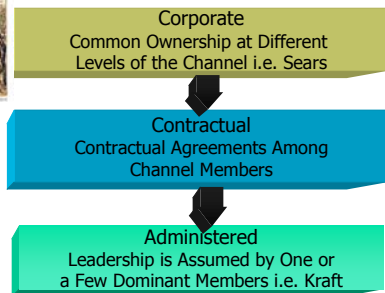 Corporate
Common Ownership at Different
Levels of the Channel i.e. Sears
Contractual
Contractual Agreements Among
Channel Members
Administered
Leadership is Assumed by One or
a Few Dominant Members i.e. Kraft